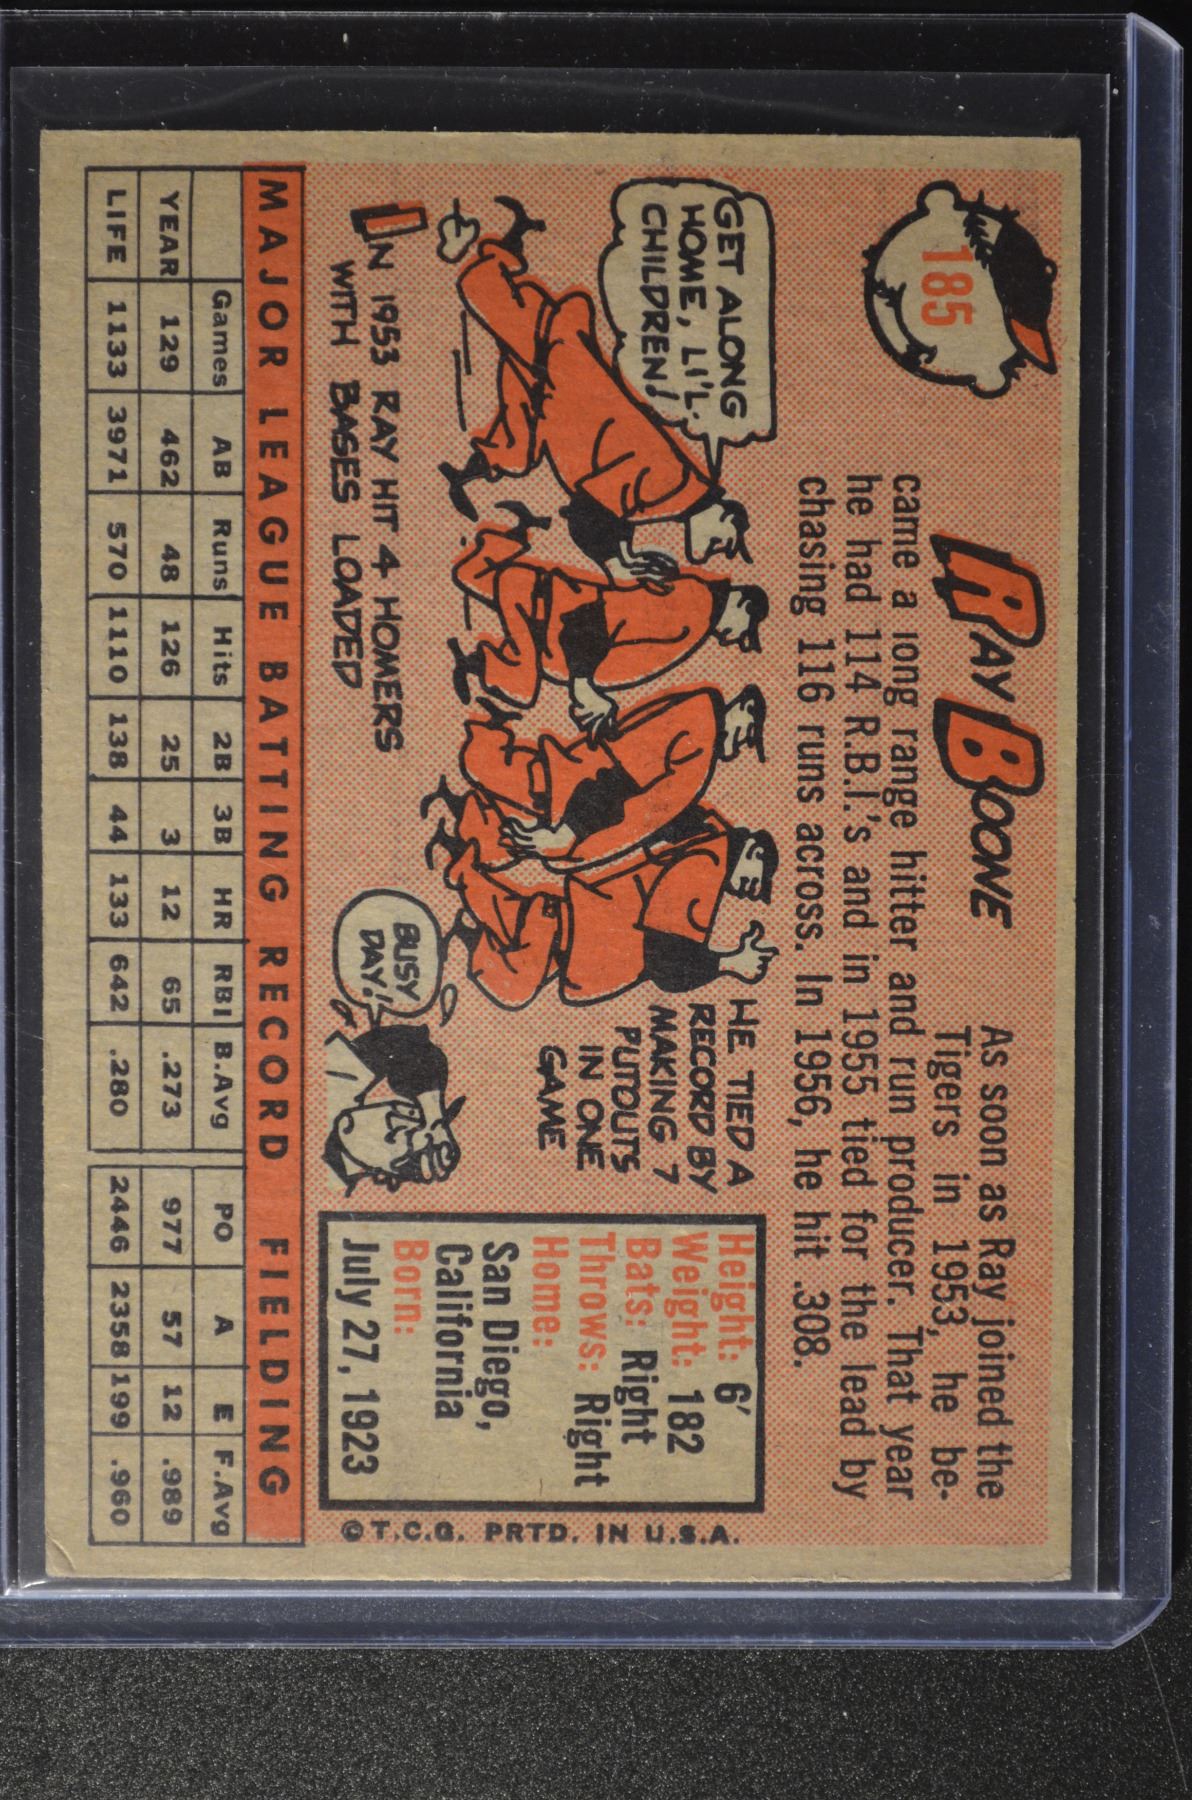 185
RAY BOONE
As soon as Ray joined the
Tigers in 1953, he be-
came a long range hitter and run producer. That year
he had 114 R.B.I.'s and in 1955 tied for the lead by
chasing 116 runs across. In 1956, he hit .308.
GET ALONG
HOME, LI'L
CHILDREN!
IN 1953 RAY HIT 4 HOMERS
WITH BASES LOADED
HE TIED A
RECORD BY
MAKING 7
PUTOUTS
IN ONE
GAME
BUSY
DAY!
Height: 6'
Weight: 182
Bats: Right
Throws: Right
Home:
San Diego,
California
Born:
July 27, 1923
©T.C.G. PRTD. IN U.S.A.
MAJOR LEAGUE BATTING RECORD FIELDING
Games AB Runs Hits 2B 3B HR RBI B.Avg PO A E F.Avg
YEAR 129 462 48 126 25 3 12 65 .273 977 57 12 .989
LIFE 1133 3971 570 1110 138 44 133 642 .280 2446 2358 199 .960